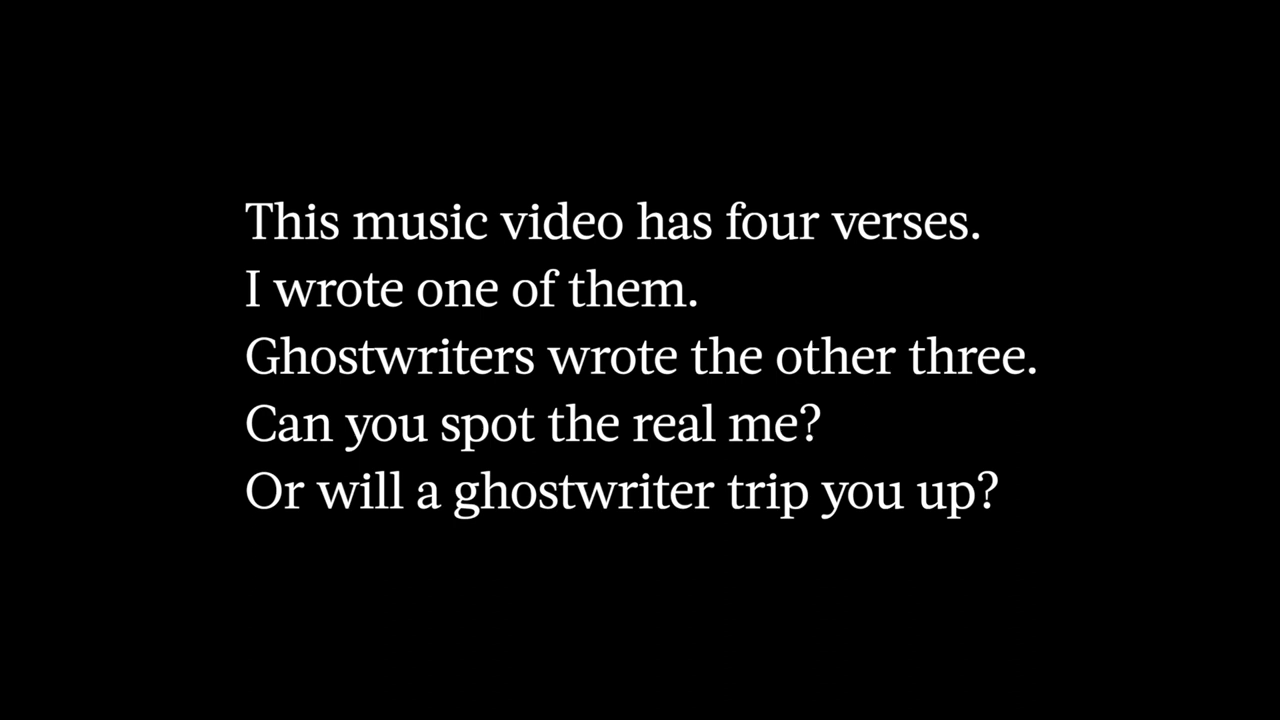 This music video has four verses.
I wrote one of them.
Ghostwriters wrote the other three.
Can you spot the real me?
Or will a ghostwriter trip you up?